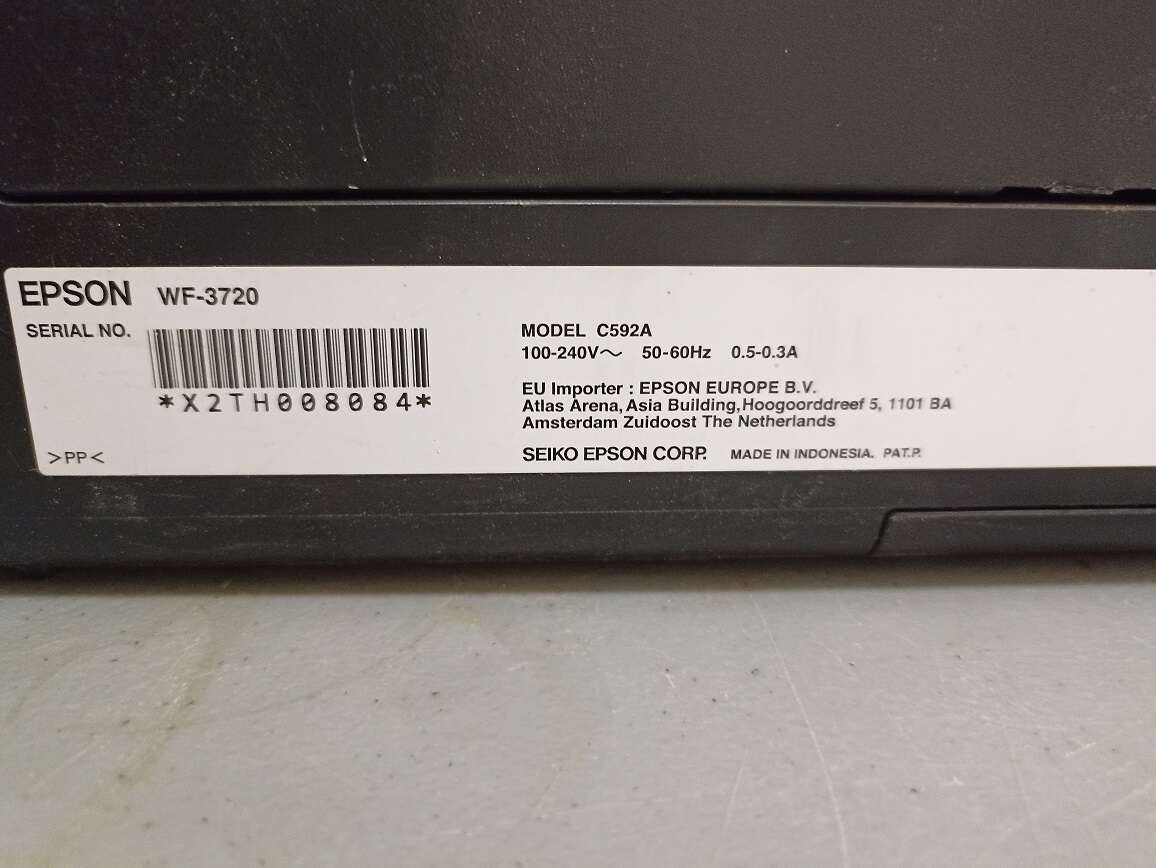 EPSON WF-3720
SERIAL NO.
*X2TH008084*
>PP<
MODEL C592A
100-240V～ 50-60Hz 0.5-0.3A
EU Importer : EPSON EUROPE B.V.
Atlas Arena, Asia Building, Hoogoorddreef 5, 1101 BA
Amsterdam Zuidoost The Netherlands
SEIKO EPSON CORP. MADE IN INDONESIA. PAT.P.